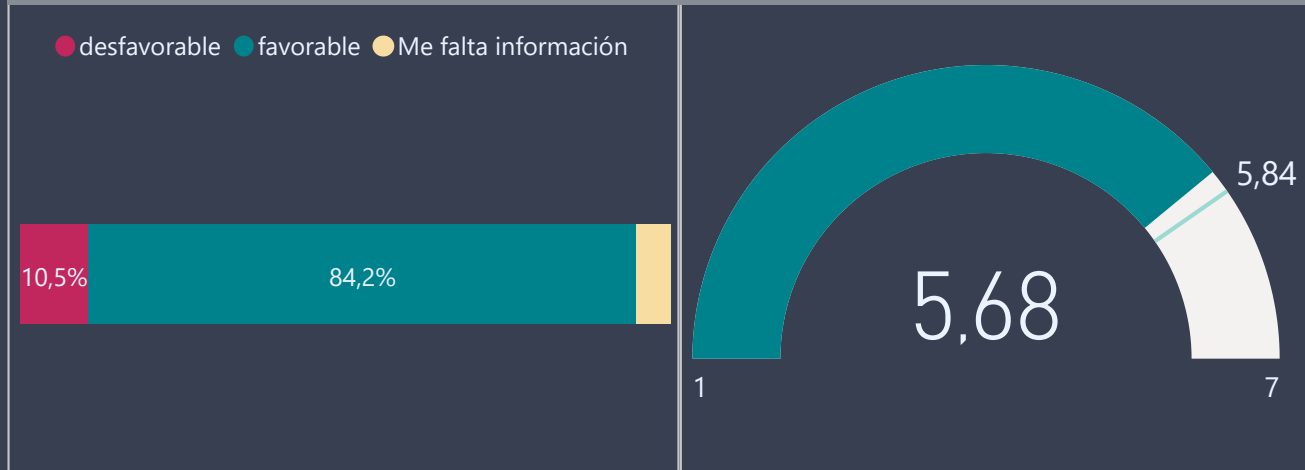 desfavorable favorable Me falta información
10,5% 84,2%
5,84
5,68
1 7